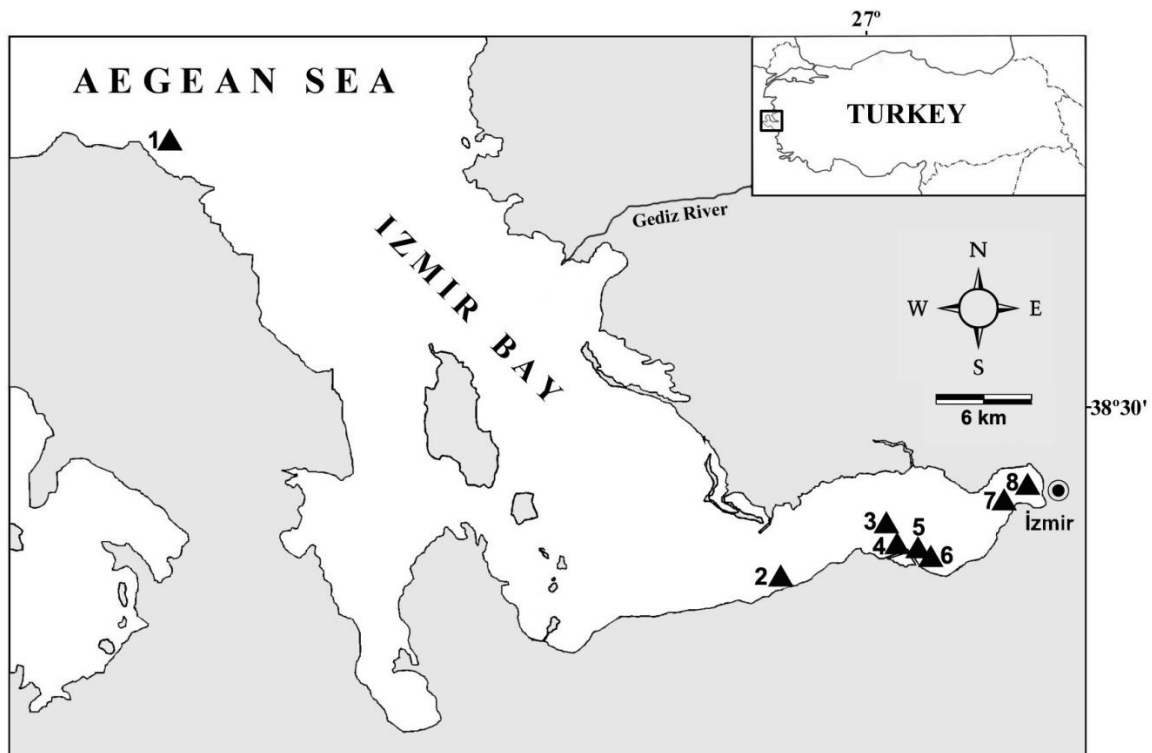 27º
AEGEAN SEA
TURKEY
1
Gediz River
IZMIR BAY
N
W E
S
38º30'
6 km
8
7
İzmir
3
5
4
6
2